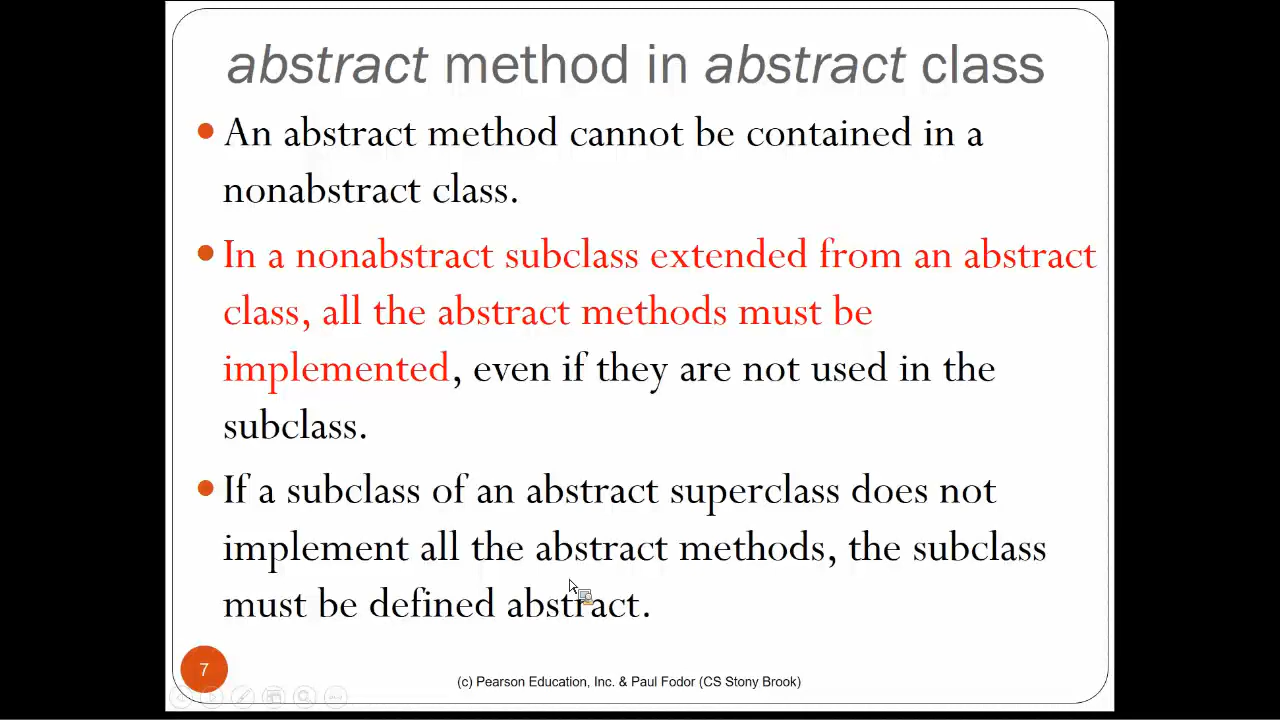 abstract method in abstract class
• An abstract method cannot be contained in a
nonabstract class.
• In a nonabstract subclass extended from an abstract
class, all the abstract methods must be
implemented, even if they are not used in the
subclass.
• If a subclass of an abstract superclass does not
implement all the abstract methods, the subclass
must be defined abstract.
7
(c) Pearson Education, Inc. & Paul Fodor (CS Stony Brook)